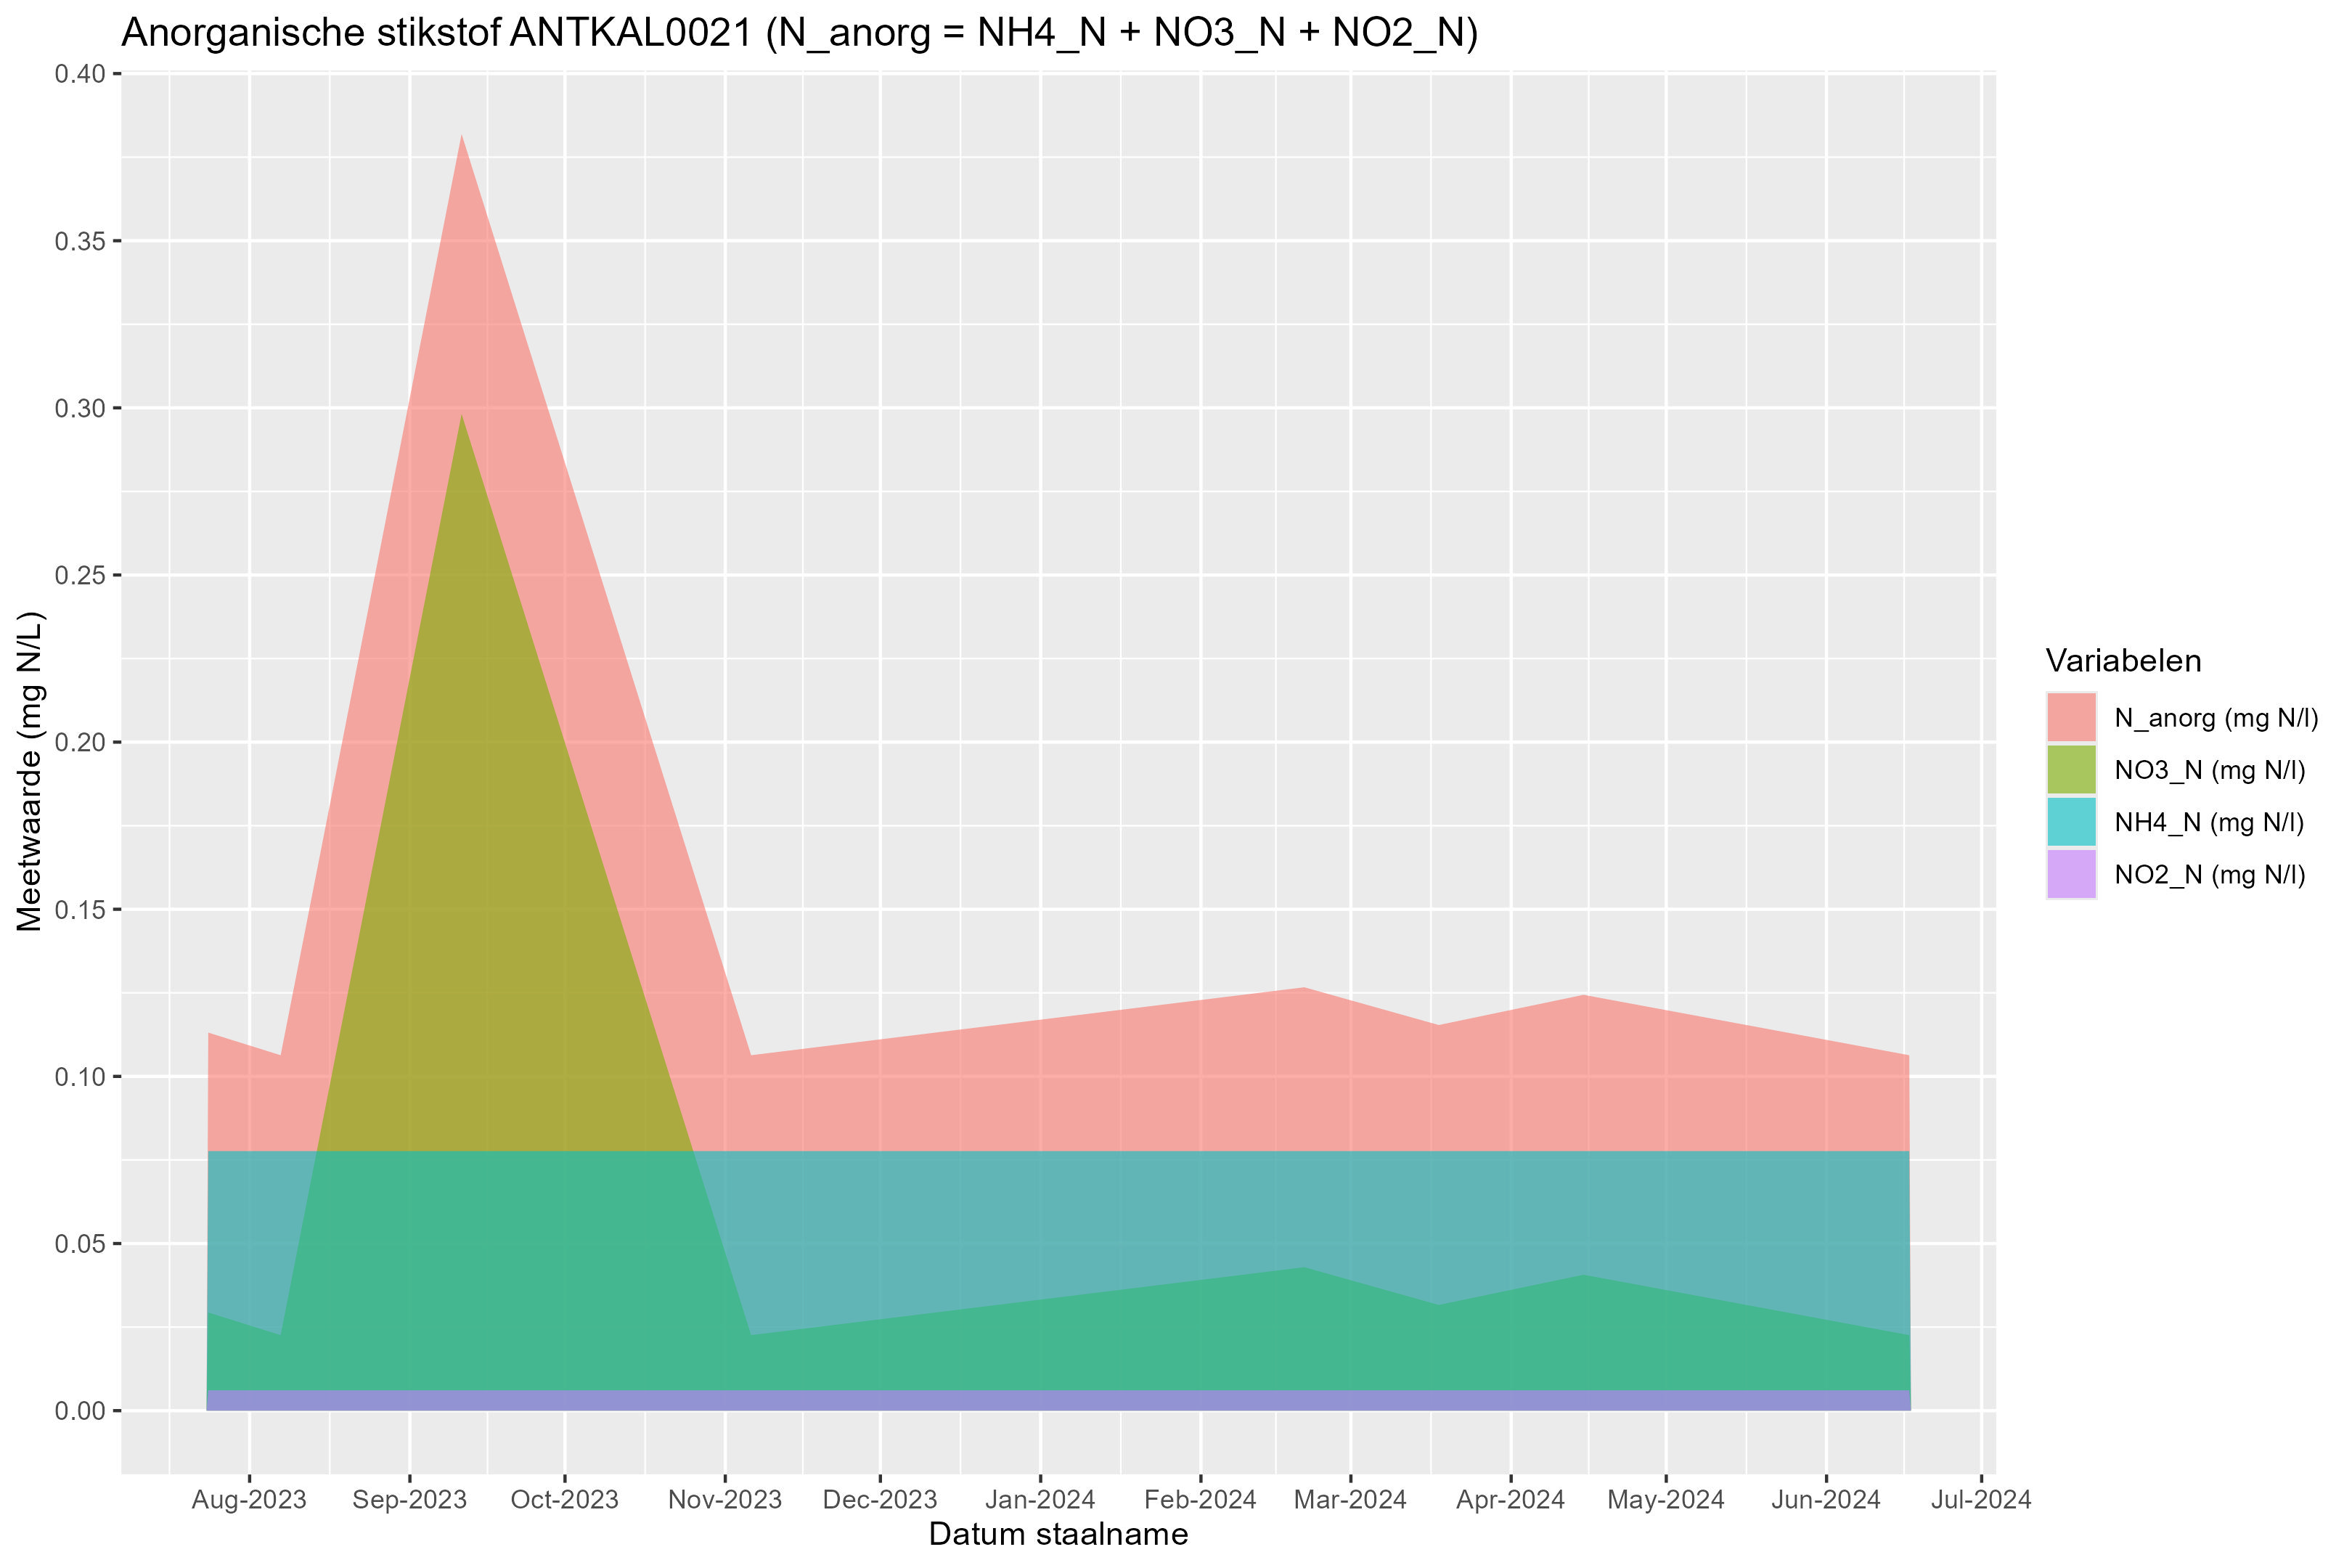 Anorganische stikstof ANTKAL0021 (N_anorg = NH4_N + NO3_N + NO2_N)
Meetwaarde (mg N/L)
0.40
0.35
0.30
0.25
0.20
0.15
0.10
0.05
0.00
Aug-2023 Sep-2023 Oct-2023 Nov-2023 Dec-2023 Jan-2024 Feb-2024 Mar-2024 Apr-2024 May-2024 Jun-2024 Jul-2024
Datum staalname
Variabelen
N_anorg (mg N/l)
NO3_N (mg N/l)
NH4_N (mg N/l)
NO2_N (mg N/l)